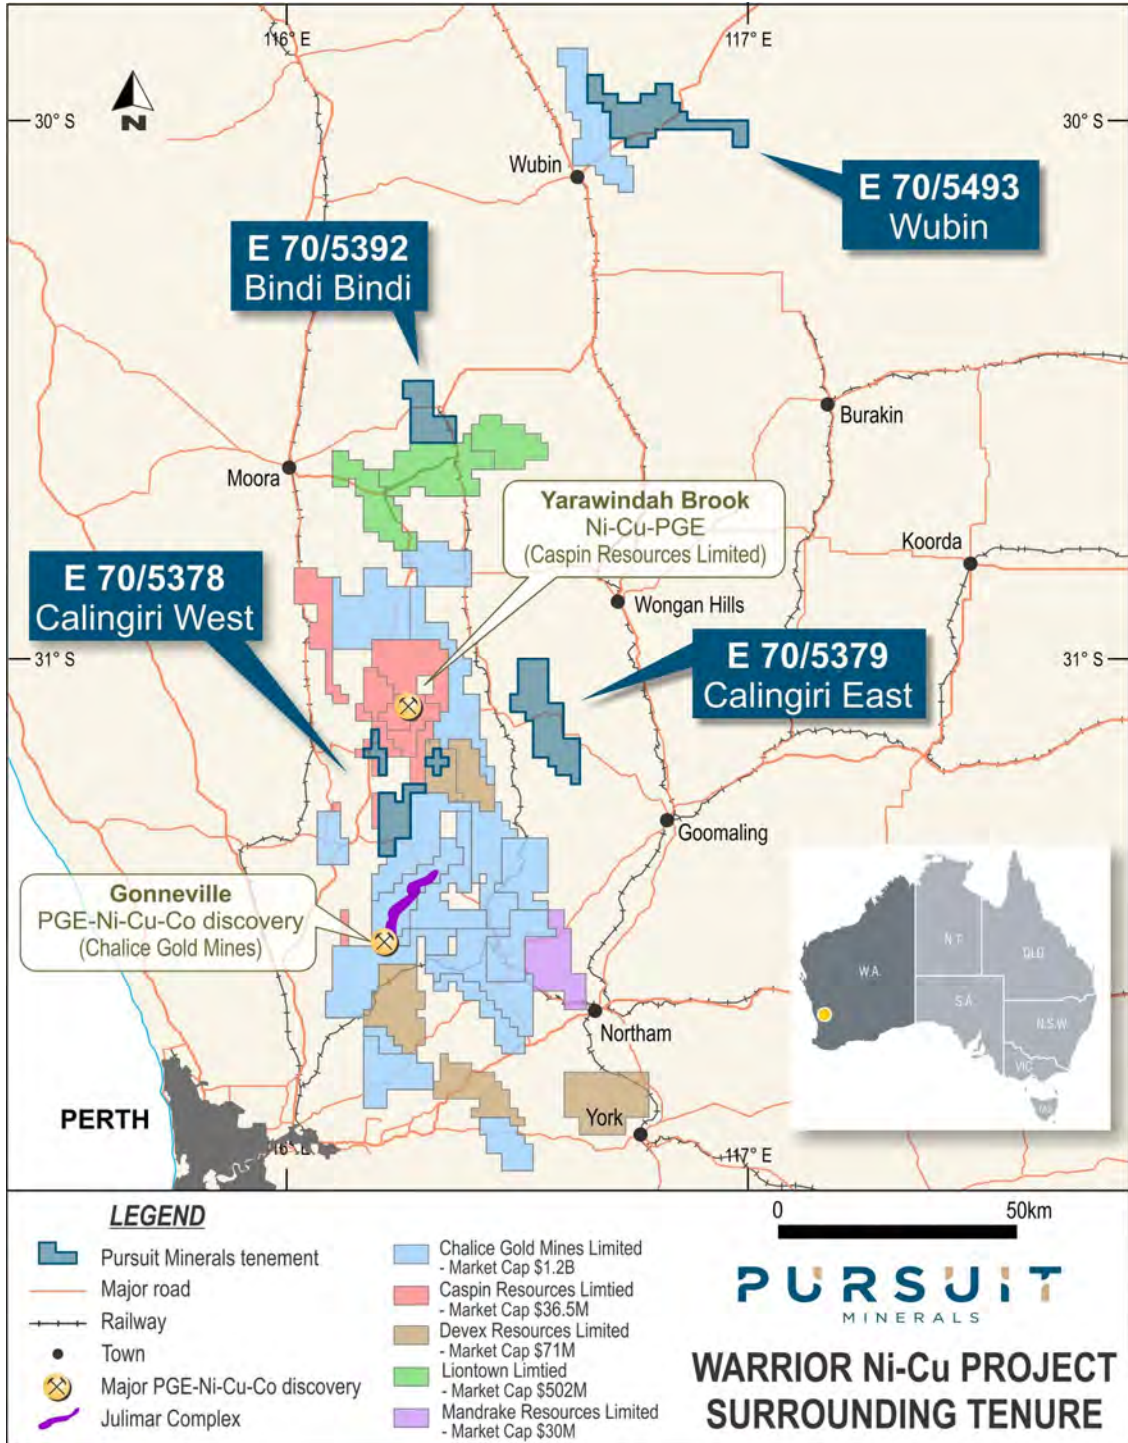 116° E
117° E
N
30° S
30° S
Wubin
E 70/5493
Wubin
E 70/5392
Bindi Bindi
Burakin
Moora
Yarawindah Brook
Ni-Cu-PGE
(Caspin Resources Limited)
Koorda
E 70/5378
Calingiri West
Wongan Hills
31° S
31° S
E 70/5379
Calingiri East
Goomaling
Gonneville
PGE-Ni-Cu-Co discovery
(Chalice Gold Mines)
N.T.
QLD
W.A.
S.A.
N.S.W.
VIC
TAS
Northam
PERTH
York
117° E
LEGEND
Pursuit Minerals tenement
Major road
Railway
Town
Major PGE-Ni-Cu-Co discovery
Julimar Complex
Chalice Gold Mines Limited
- Market Cap $1.2B
Caspin Resources Limtied
- Market Cap $36.5M
Devex Resources Limited
- Market Cap $71M
Liontown Limtied
- Market Cap $502M
Mandrake Resources Limited
- Market Cap $30M
0 50km
PURSUIT
MINERALS
WARRIOR Ni-Cu PROJECT
SURROUNDING TENURE